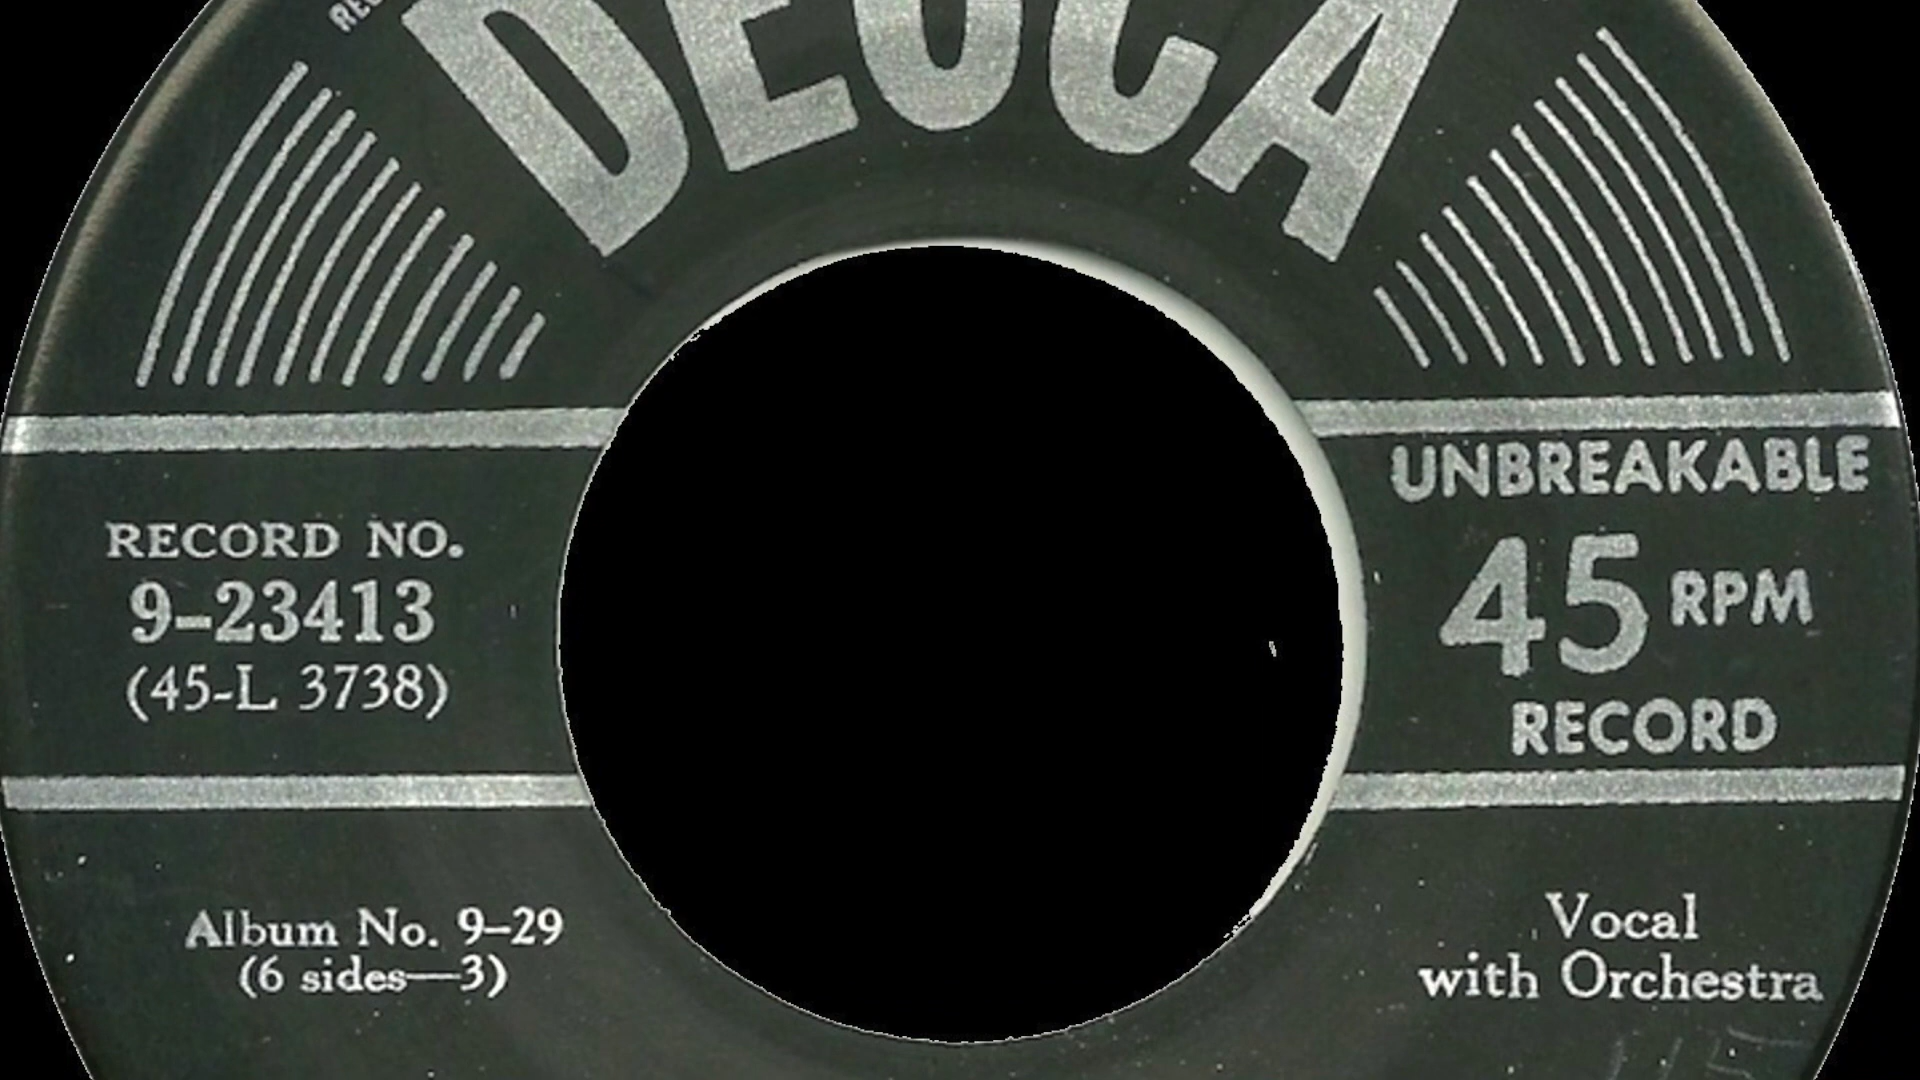 DECCA
UNBREAKABLE
RECORD NO.
9-23413
(45-L 3738)
45 RPM
RECORD
Album No. 9-29
(6 sides—3)
Vocal
with Orchestra